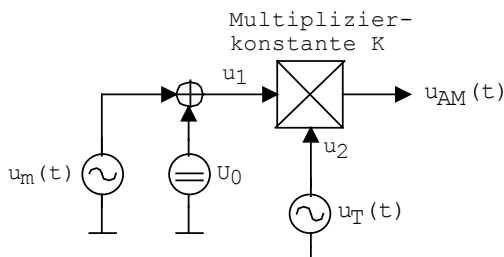 Multiplizier-
konstante K
u1
uAM(t)
u2
um(t)
U0
uT(t)